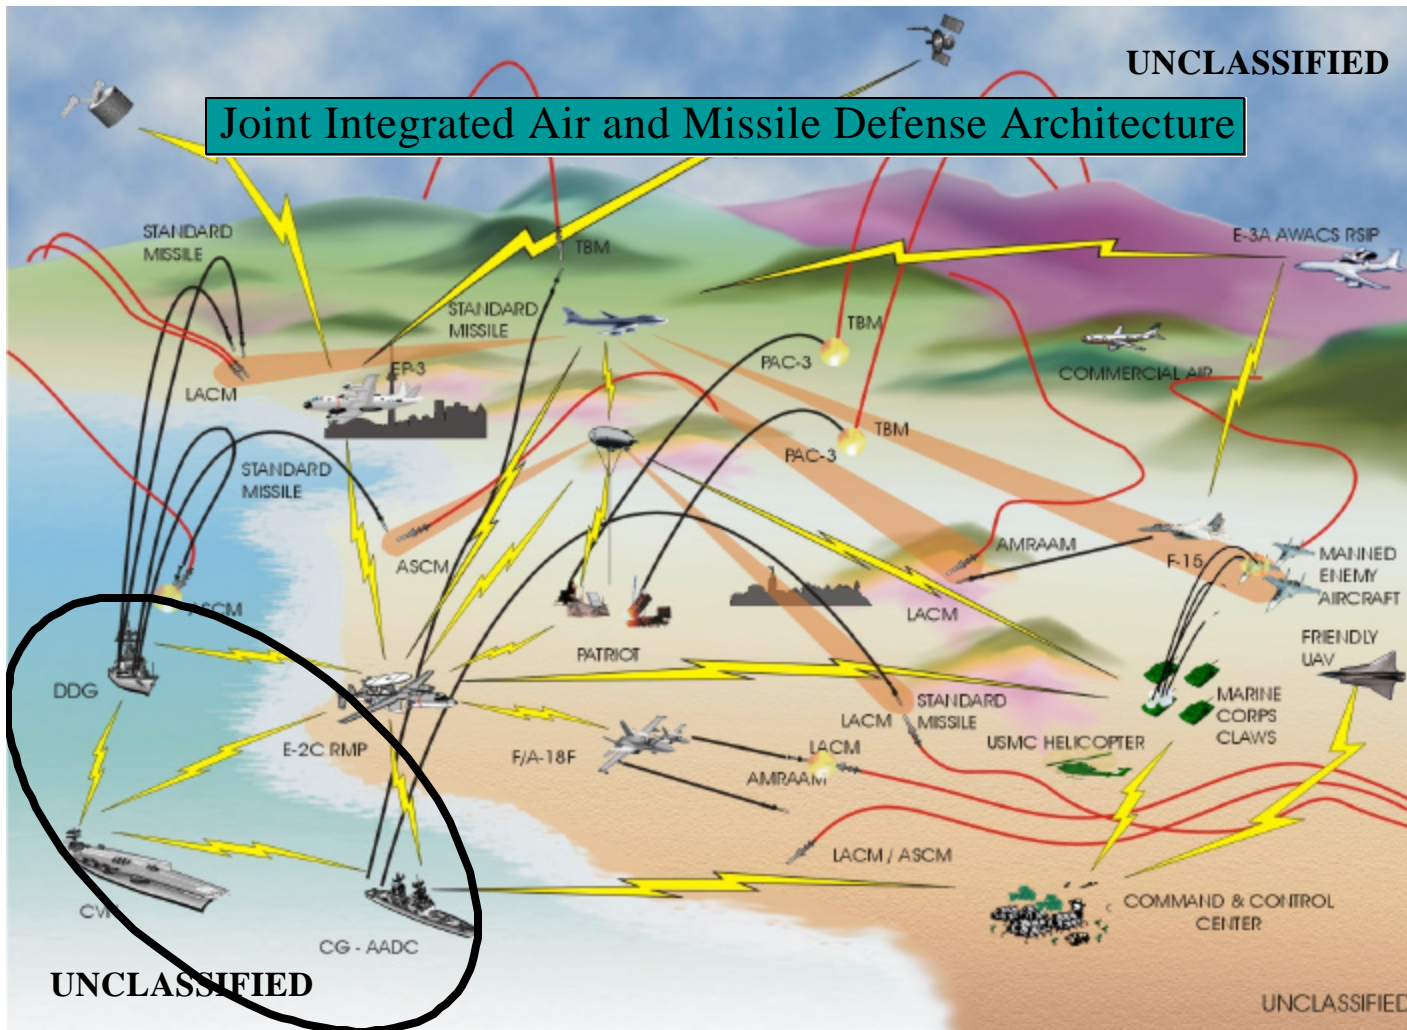 UNCLASSIFIED
Joint Integrated Air and Missile Defense Architecture
STANDARD
MISSILE
TBM
E-3A AWACS RSIP
STANDARD
MISSILE
TBM
PAC-3
EP-3
COMMERCIAL AIR
LACM
TBM
PAC-3
STANDARD
MISSILE
AMRAAM
F-15
MANNED
ENEMY
AIRCRAFT
ASCM
ASCM
LACM
FRIENDLY
UAV
PATRIOT
DDG
MARINE
CORPS
CLAWS
STANDARD
MISSILE
LACM
E-2C RMP
F/A-18F
LACM
AMRAAM
USMC HELICOPTER
LACM / ASCM
COMMAND & CONTROL
CENTER
CG - AADC
UNCLASSIFIED
UNCLASSIFIED